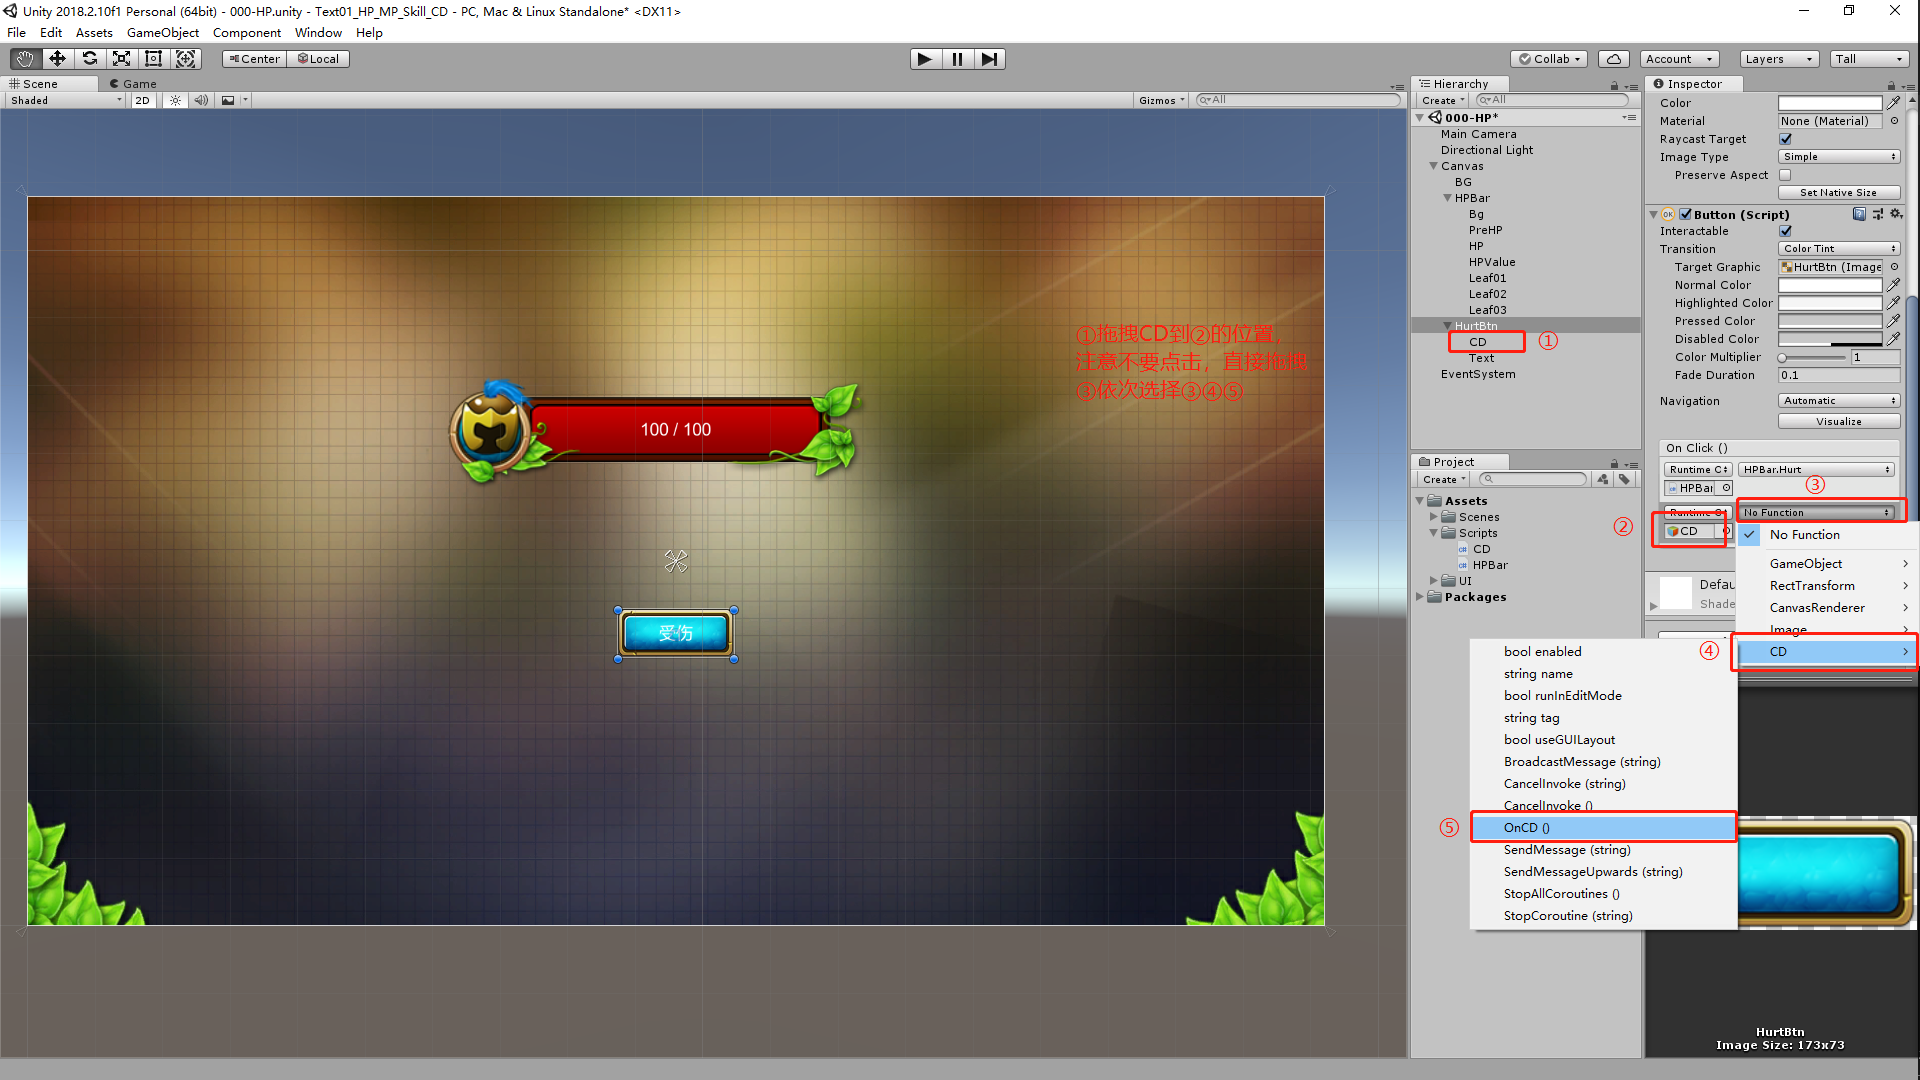 Unity 2018.2.10f1 Personal (64bit) - 000-HP.unity - Text01_HP_MP_Skill_CD - PC, Mac & Linux Standalone* <DX11>
File Edit Assets GameObject Component Window Help
Center Local
Collab Account Layers Tall
Scene Game
Shaded 2D Gizmos All
①拖拽CD到②的位置，
注意不要点击，直接拖拽
③依次选择③④⑤
100 / 100
受伤
Hierarchy
Create All
000-HP*
Main Camera
Directional Light
Canvas
BG
HPBar
Bg
PreHP
HP
HPValue
Leaf01
Leaf02
Leaf03
HurtBtn
CD ①
Text
EventSystem
Project
Create
Assets
Scenes
Scripts
CD
HPBar
UI
Packages
Inspector
Color
Material None (Material)
Raycast Target
Image Type Simple
Preserve Aspect
Set Native Size
OK Button (Script)
Interactable
Transition Color Tint
Target Graphic HurtBtn (Image
Normal Color
Highlighted Color
Pressed Color
Disabled Color
Color Multiplier 1
Fade Duration 0.1
Navigation Automatic
Visualize
On Click ()
Runtime C HPBar.Hurt
HPBar
③
Runtime C No Function
② CD
No Function
GameObject
RectTransform
CanvasRenderer
Image
④ CD
Defau
Shade
bool enabled
string name
bool runInEditMode
string tag
bool useGUILayout
BroadcastMessage (string)
CancelInvoke (string)
CancelInvoke ()
⑤ OnCD ()
SendMessage (string)
SendMessageUpwards (string)
StopAllCoroutines ()
StopCoroutine (string)
HurtBtn
Image Size: 173x73